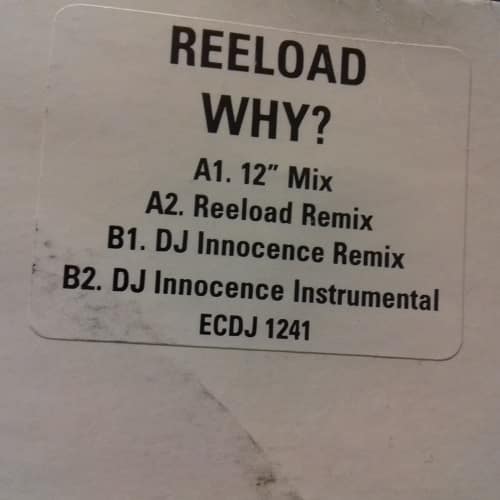 REELOAD
WHY?
A1. 12" Mix
A2. Reeload Remix
B1. DJ Innocence Remix
B2. DJ Innocence Instrumental
ECDJ 1241